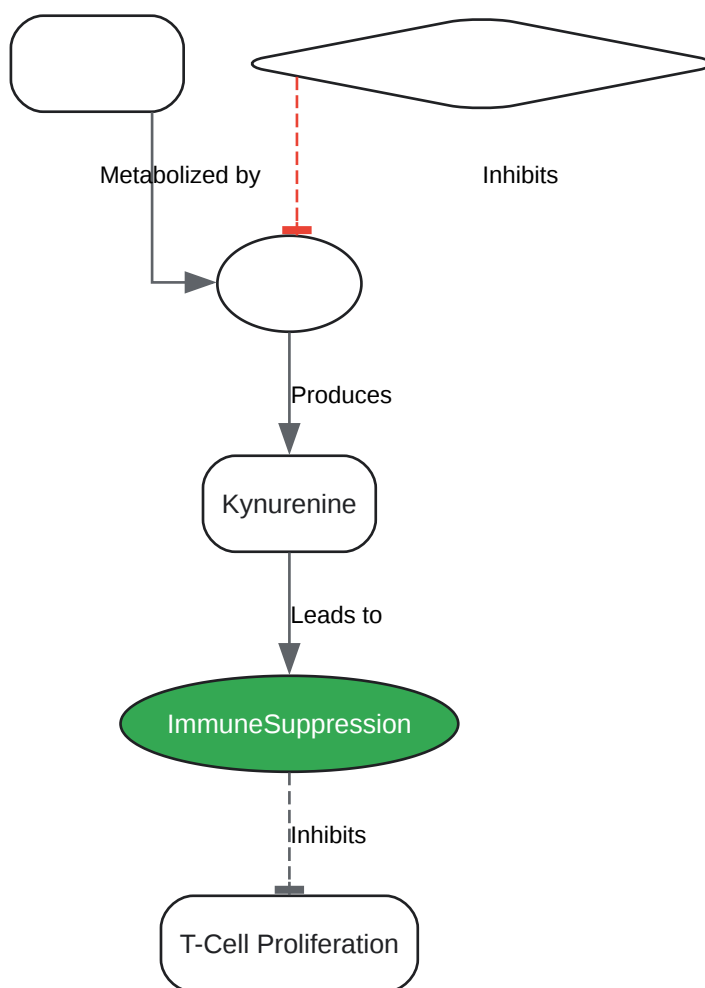 Metabolized by
Inhibits
Produces
Kynurenine
Leads to
ImmuneSuppression
Inhibits
T-Cell Proliferation